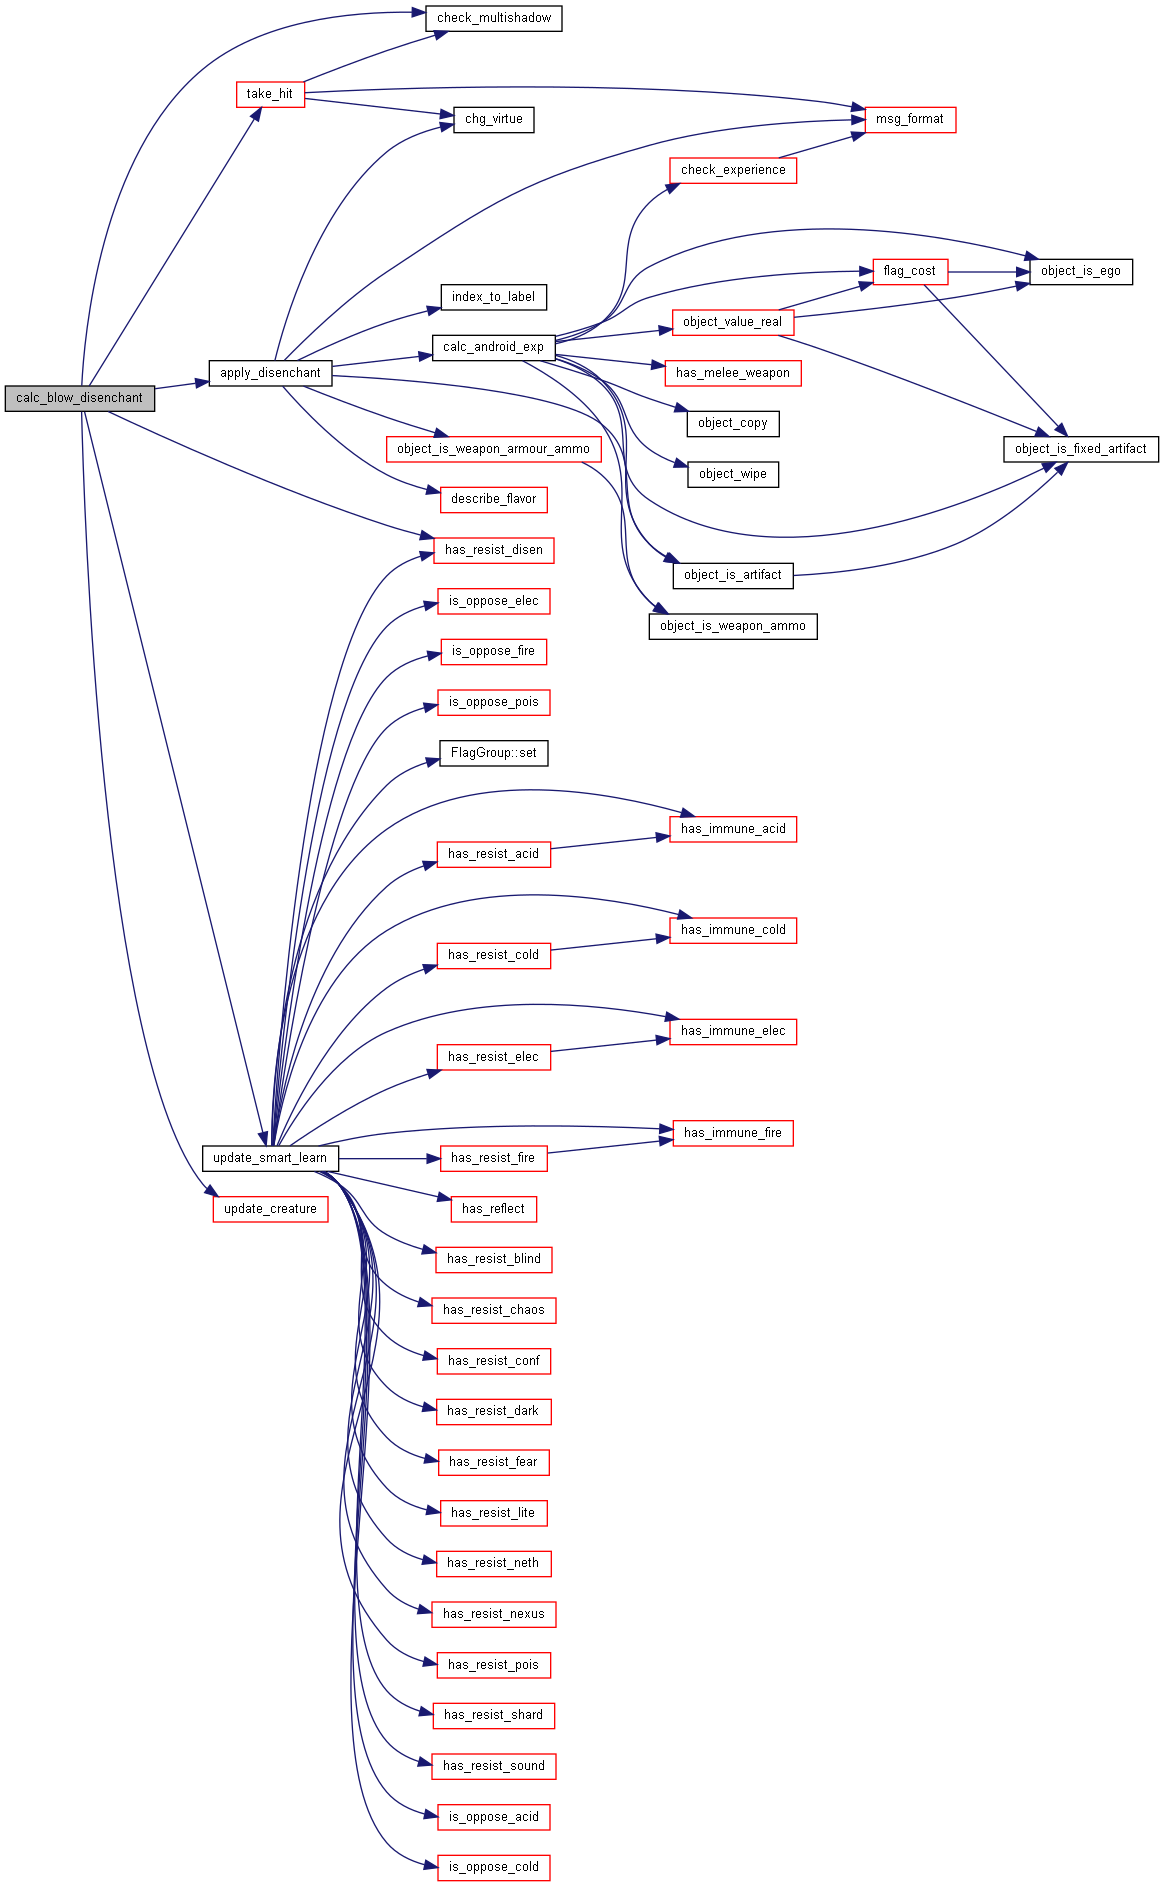 check_multishadow
take_hit
chg_virtue
msg_format
check_experience
flag_cost
object_is_ego
index_to_label
object_value_real
calc_android_exp
apply_disenchant
has_melee_weapon
calc_blow_disenchant
object_copy
object_is_weapon_armour_ammo
object_is_fixed_artifact
object_wipe
describe_flavor
has_resist_disen
object_is_artifact
is_oppose_elec
object_is_weapon_ammo
is_oppose_fire
is_oppose_pois
FlagGroup::set
has_immune_acid
has_resist_acid
has_immune_cold
has_resist_cold
has_immune_elec
has_resist_elec
has_immune_fire
update_smart_learn
has_resist_fire
update_creature
has_reflect
has_resist_blind
has_resist_chaos
has_resist_conf
has_resist_dark
has_resist_fear
has_resist_lite
has_resist_neth
has_resist_nexus
has_resist_pois
has_resist_shard
has_resist_sound
is_oppose_acid
is_oppose_cold